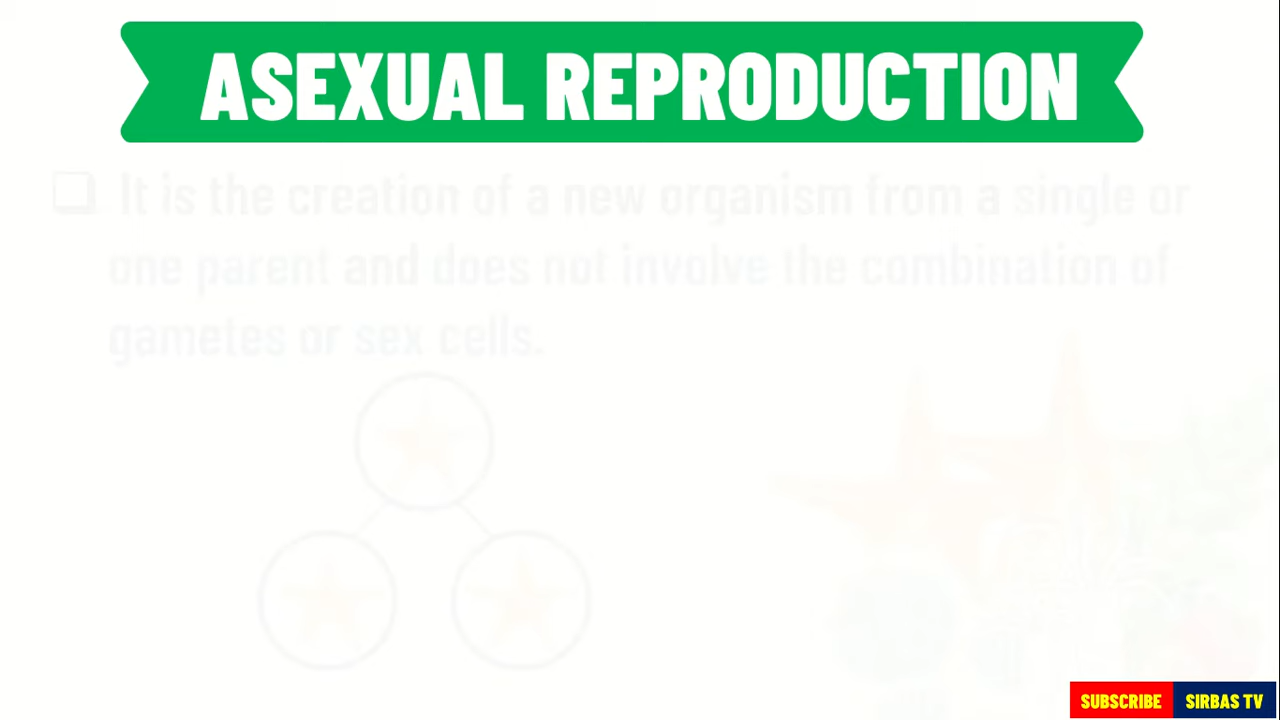 ASEXUAL REPRODUCTION
It is the creation of a new organism from a single or
one parent and does not involve the combination of
gametes or sex cells.
SUBSCRIBE SIRBAS TV